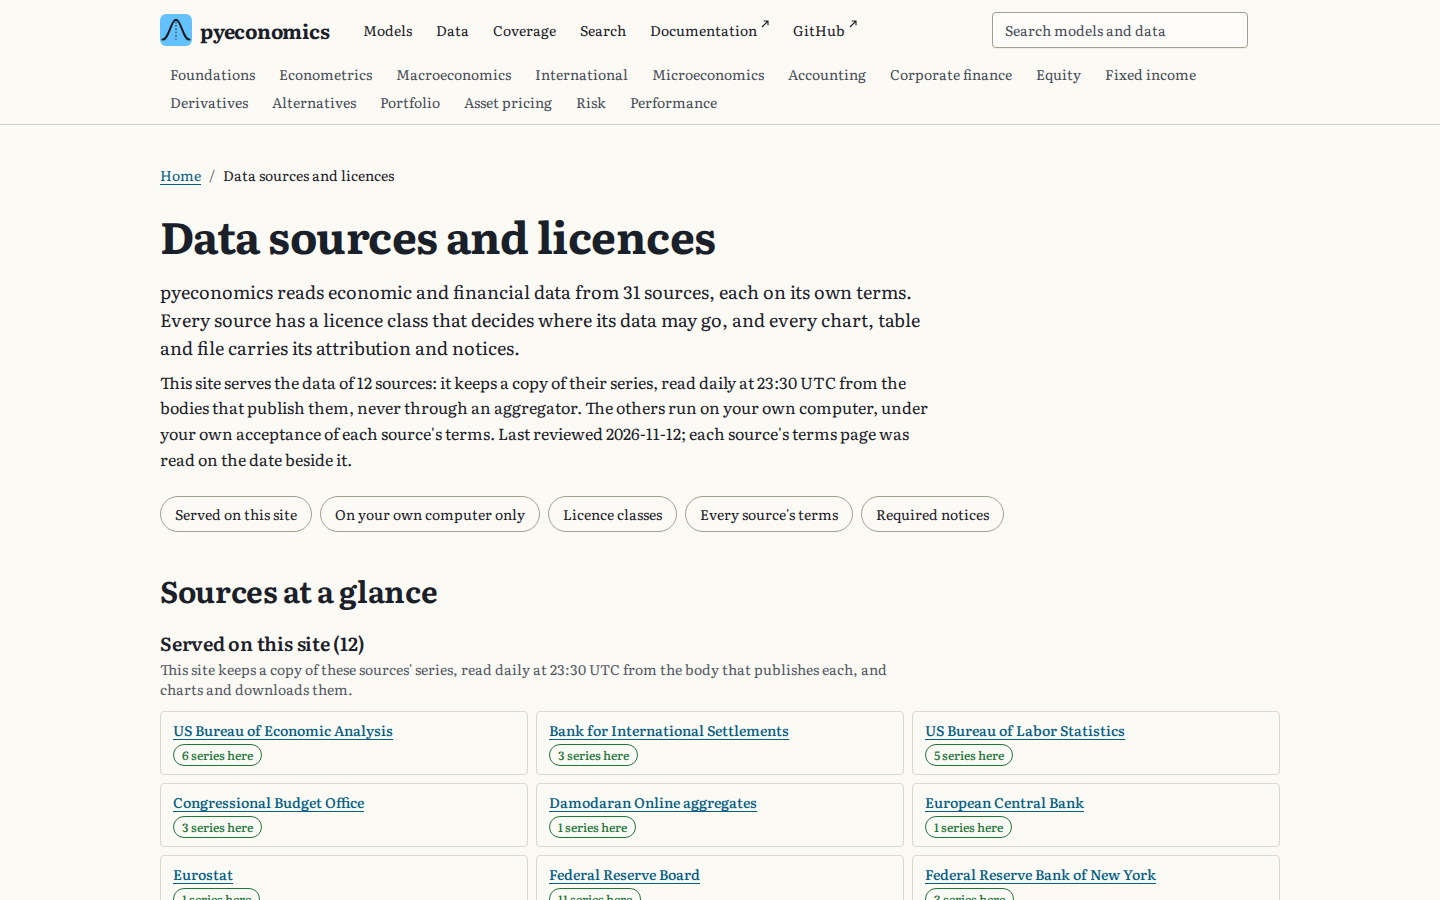 pyeconomics
Models
Data
Coverage
Search
Documentation ↗
GitHub ↗
Search models and data
Foundations
Econometrics
Macroeconomics
International
Microeconomics
Accounting
Corporate finance
Equity
Fixed income
Derivatives
Alternatives
Portfolio
Asset pricing
Risk
Performance
Home / Data sources and licences
Data sources and licences
pyeconomics reads economic and financial data from 31 sources, each on its own terms.
Every source has a licence class that decides where its data may go, and every chart, table
and file carries its attribution and notices.
This site serves the data of 12 sources: it keeps a copy of their series, read daily at 23:30 UTC from the
bodies that publish them, never through an aggregator. The others run on your own computer, under
your own acceptance of each source's terms. Last reviewed 2026-11-12; each source's terms page was
read on the date beside it.
Served on this site
On your own computer only
Licence classes
Every source's terms
Required notices
Sources at a glance
Served on this site (12)
This site keeps a copy of these sources' series, read daily at 23:30 UTC from the body that publishes each, and
charts and downloads them.
US Bureau of Economic Analysis
6 series here
Bank for International Settlements
3 series here
US Bureau of Labor Statistics
5 series here
Congressional Budget Office
3 series here
Damodaran Online aggregates
1 series here
European Central Bank
1 series here
Eurostat
1 series here
Federal Reserve Board
11 series here
Federal Reserve Bank of New York
3 series here